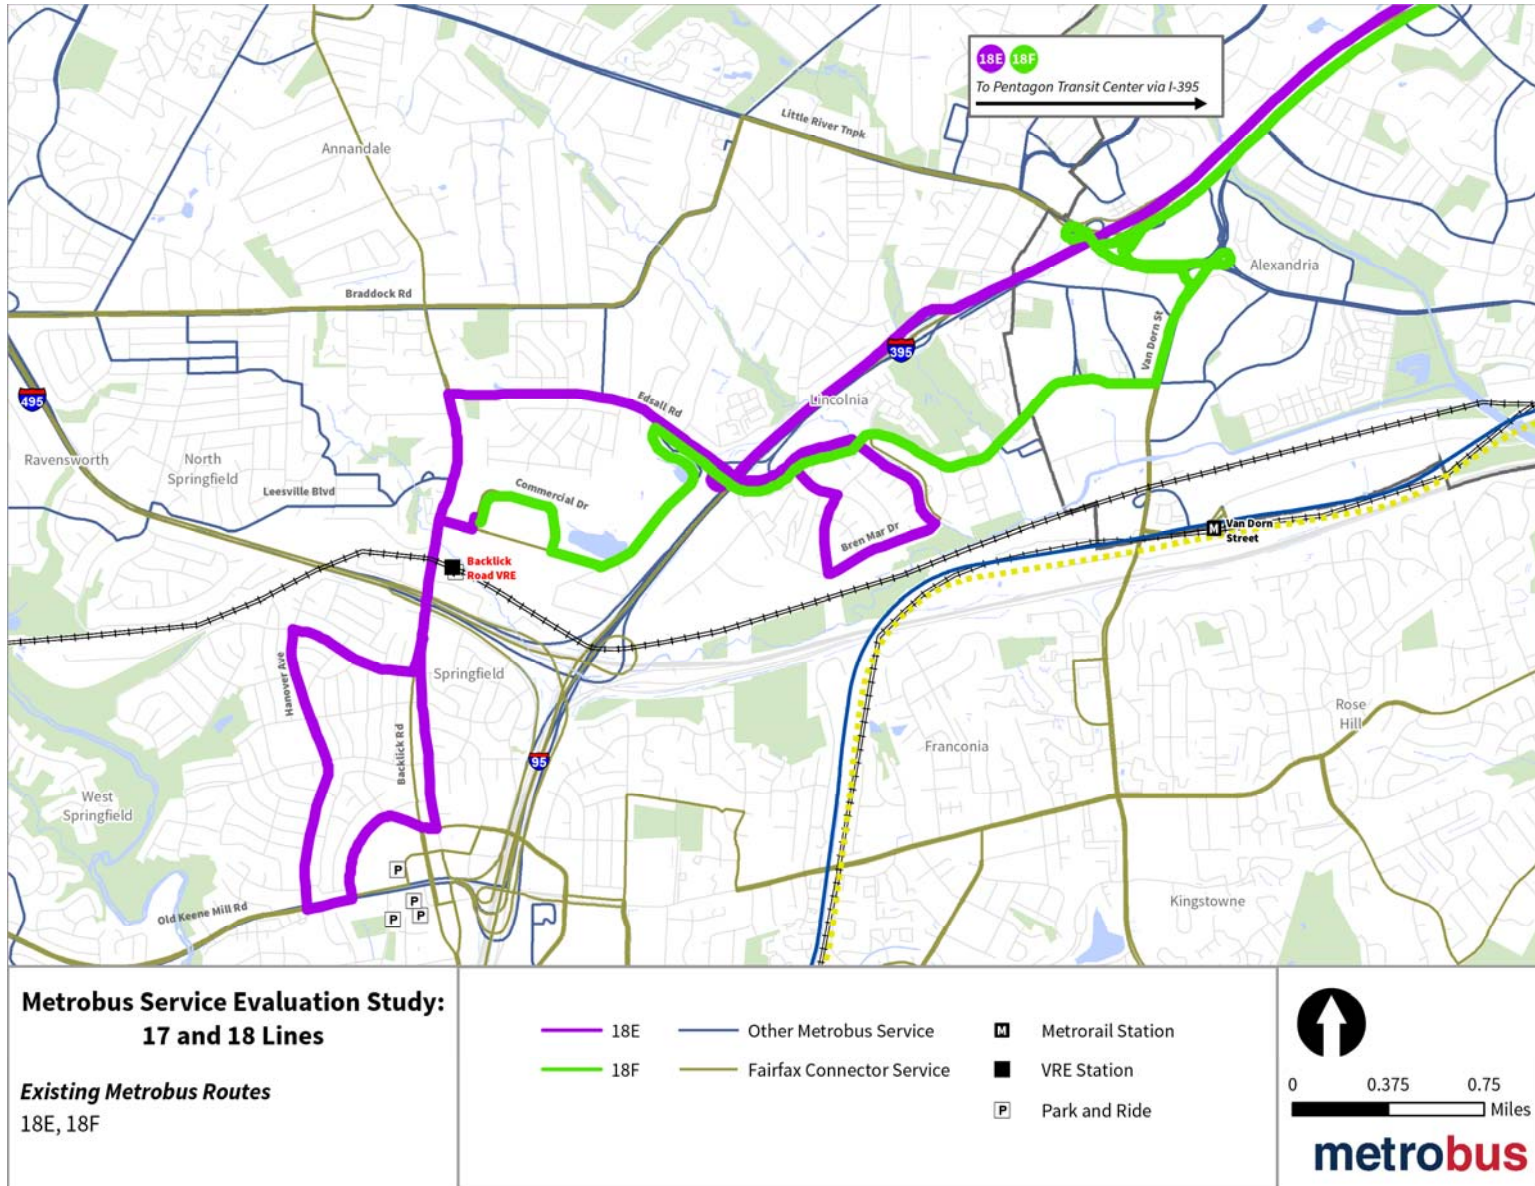 18E 18F
To Pentagon Transit Center via I-395
Little River Tnpk
Annandale
Alexandria
Braddock Rd
Van Dorn St
395
495
Edsall Rd
Lincolnia
Ravensworth
North
Springfield
Leesville Blvd
Commercial Dr
Bren Mar Dr
M
Van Dorn
Street
Backlick
Road VRE
Hanover Ave
Springfield
Backlick Rd
Rose
Hill
Franconia
95
West
Springfield
P
P
P
P
Kingstowne
Old Keene Mill Rd
Metrobus Service Evaluation Study:
17 and 18 Lines
Existing Metrobus Routes
18E, 18F
18E
Other Metrobus Service
M Metrorail Station
18F
Fairfax Connector Service
VRE Station
P Park and Ride
0 0.375 0.75
Miles
metrobus